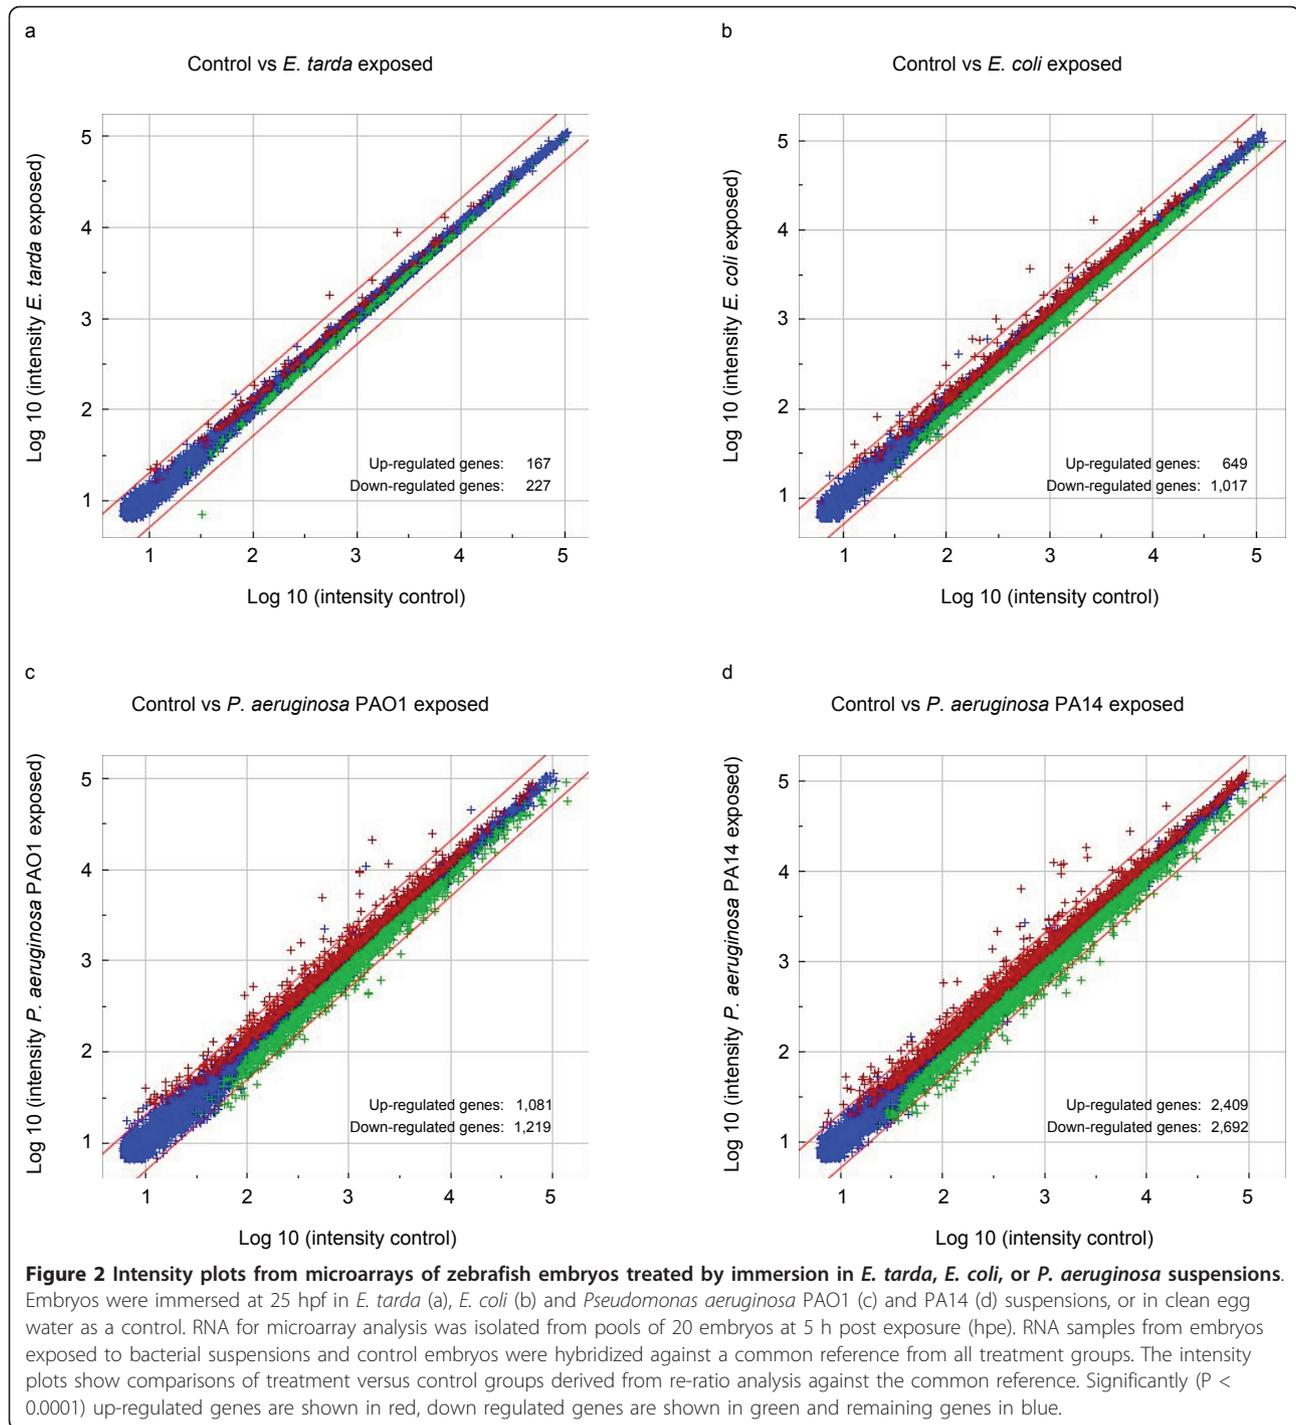 a
Control vs E. tarda exposed
Log 10 (intensity E. tarda exposed)
5
4
3
2
1
Up-regulated genes: 167
Down-regulated genes: 227
1 2 3 4 5
Log 10 (intensity control)
b
Control vs E. coli exposed
Log 10 (intensity E. coli exposed)
5
4
3
2
1
Up-regulated genes: 649
Down-regulated genes: 1,017
1 2 3 4 5
Log 10 (intensity control)
c
Control vs P. aeruginosa PAO1 exposed
Log 10 (intensity P. aeruginosa PAO1 exposed)
5
4
3
2
1
Up-regulated genes: 1,081
Down-regulated genes: 1,219
1 2 3 4 5
Log 10 (intensity control)
d
Control vs P. aeruginosa PA14 exposed
Log 10 (intensity P. aeruginosa PA14 exposed)
5
4
3
2
1
Up-regulated genes: 2,409
Down-regulated genes: 2,692
1 2 3 4 5
Log 10 (intensity control)
Figure 2 Intensity plots from microarrays of zebrafish embryos treated by immersion in E. tarda, E. coli, or P. aeruginosa suspensions.
Embryos were immersed at 25 hpf in E. tarda (a), E. coli (b) and Pseudomonas aeruginosa PAO1 (c) and PA14 (d) suspensions, or in clean egg
water as a control. RNA for microarray analysis was isolated from pools of 20 embryos at 5 h post exposure (hpe). RNA samples from embryos
exposed to bacterial suspensions and control embryos were hybridized against a common reference from all treatment groups. The intensity
plots show comparisons of treatment versus control groups derived from re-ratio analysis against the common reference. Significantly (P <
0.0001) up-regulated genes are shown in red, down regulated genes are shown in green and remaining genes in blue.